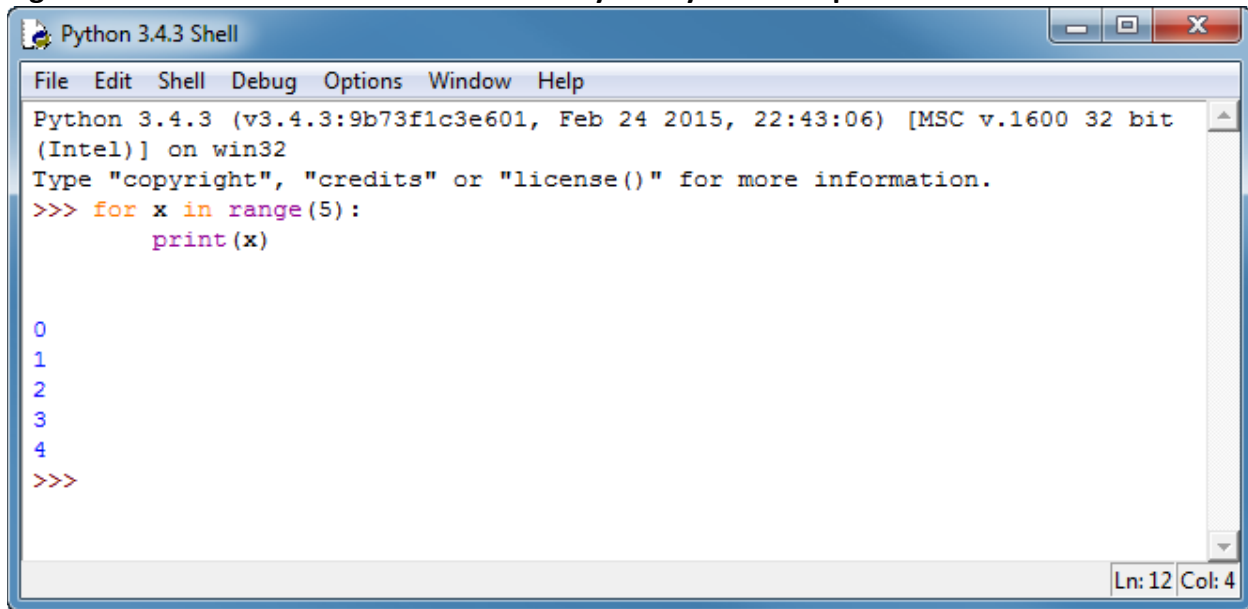 Python 3.4.3 Shell
File Edit Shell Debug Options Window Help
Python 3.4.3 (v3.4.3:9b73f1c3e601, Feb 24 2015, 22:43:06) [MSC v.1600 32 bit
(Intel)] on win32
Type "copyright", "credits" or "license()" for more information.
>>> for x in range(5):
        print(x)
0
1
2
3
4
>>>
Ln: 12 Col: 4